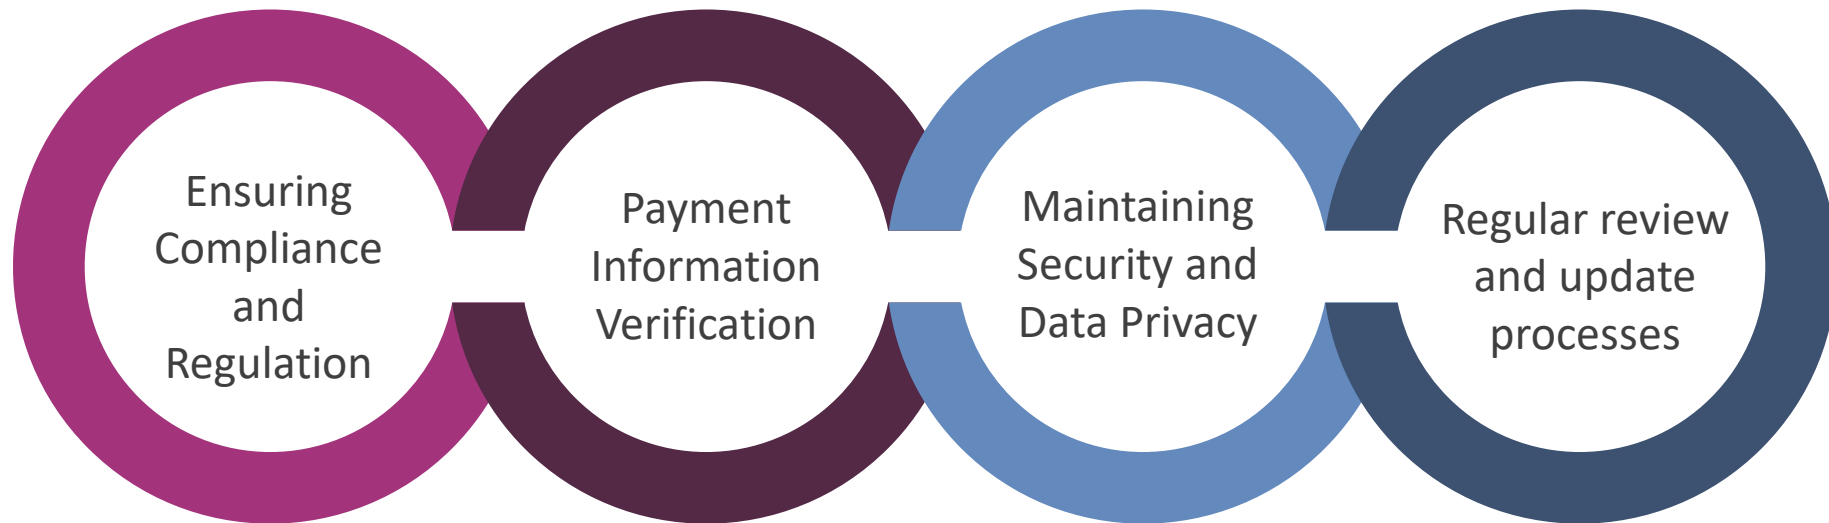 Ensuring
Compliance
and
Regulation
Payment
Information
Verification
Maintaining
Security and
Data Privacy
Regular review
and update
processes